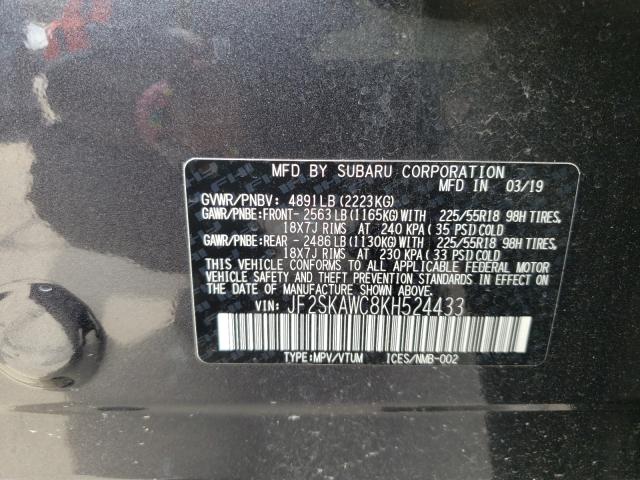 MFD BY SUBARU CORPORATION
MFD IN 03/19
GVWR/PNBV: 4891LB(2223KG)
GAWR/PNBE:FRONT- 2563LB(1165KG)WITH 225/55R18 98H TIRES,
18X7J RIMS AT 240 KPA(35 PSI)COLD
GAWR/PNBE:REAR - 2486LB(1130KG)WITH 225/55R18 98H TIRES,
18X7J RIMS AT 230 KPA(33 PSI)COLD
THIS VEHICLE CONFORMS TO ALL APPLICABLE FEDERAL MOTOR
VEHICLE SAFETY AND THEFT PREVENTION STANDARDS IN EFFECT ON
THE DATE OF MANUFACTURE SHOWN ABOVE.
VIN: JF2SKAWC8KH524433
TYPE:MPV/VTUM ICES/NMB-002